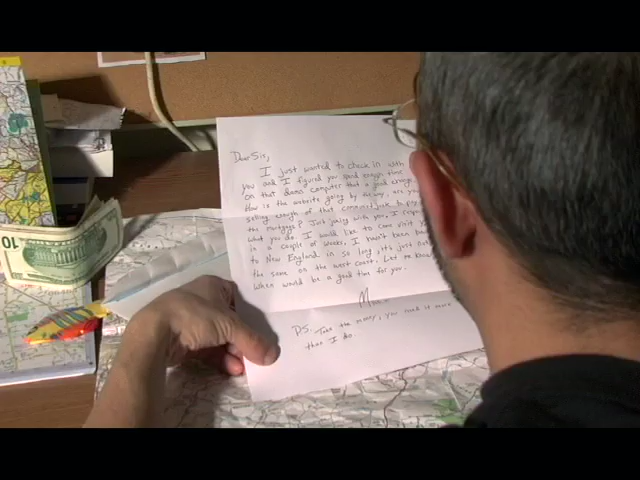 10
Dear Sis,
I just wanted to check in with
you and I figured you spend enough time
on that damn computer that a good
How is the website going by the way, are you
selling enough of that
the mortgage? Just joking with you, I
what you do. I would like to come visit
in a couple of weeks, I haven't been
to New England in so long, it's just not
the same on the west coast. Let me know
when would be a good time for you.
P.S. Take the money, you need it more
than I do.